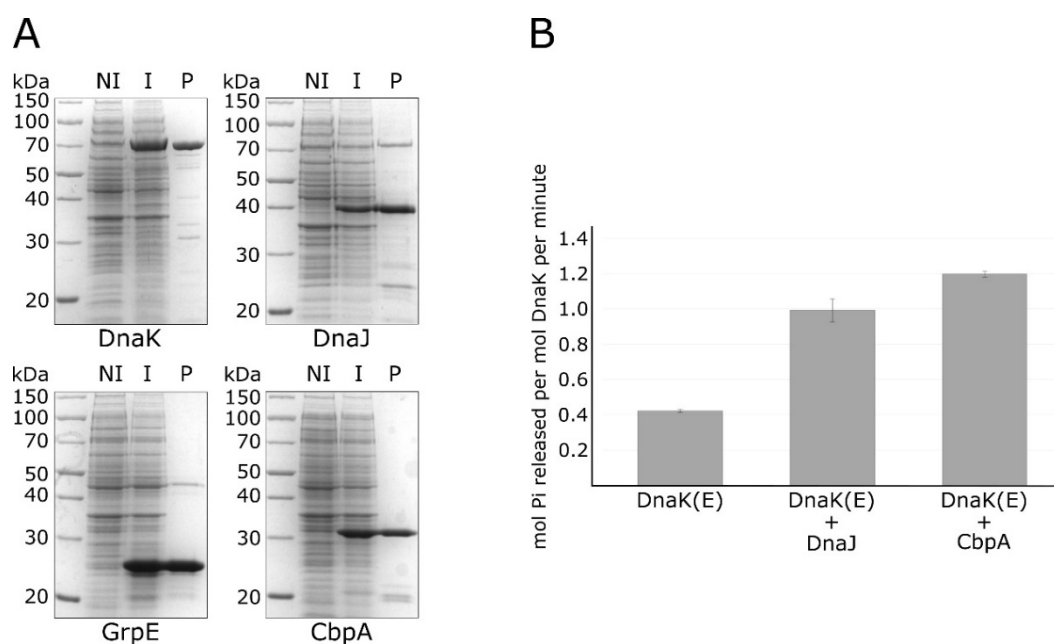 A
kDa NI I P
150
100
70
50
40
30
20
DnaK
kDa NI I P
150
100
70
50
40
30
20
DnaJ
kDa NI I P
150
100
70
50
40
30
20
GrpE
kDa NI I P
150
100
70
50
40
30
20
CbpA
B
mol Pi released per mol DnaK per minute
1.4
1.2
1.0
0.8
0.6
0.4
0.2
DnaK(E)
DnaK(E)
+
DnaJ
DnaK(E)
+
CbpA